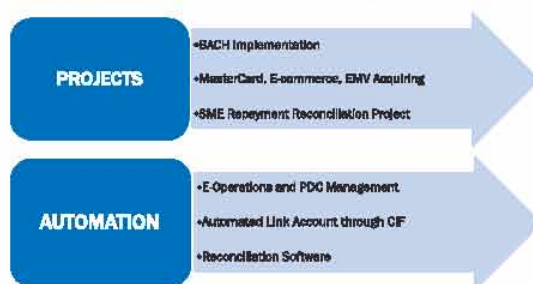 PROJECTS
•BACH Implementation
•MasterCard, E-commerce, EMV Acquiring
•SME Repayment Reconciliation Project
AUTOMATION
•E-Operations and PDC Management
•Automated Link Account through CIF
•Reconciliation Software